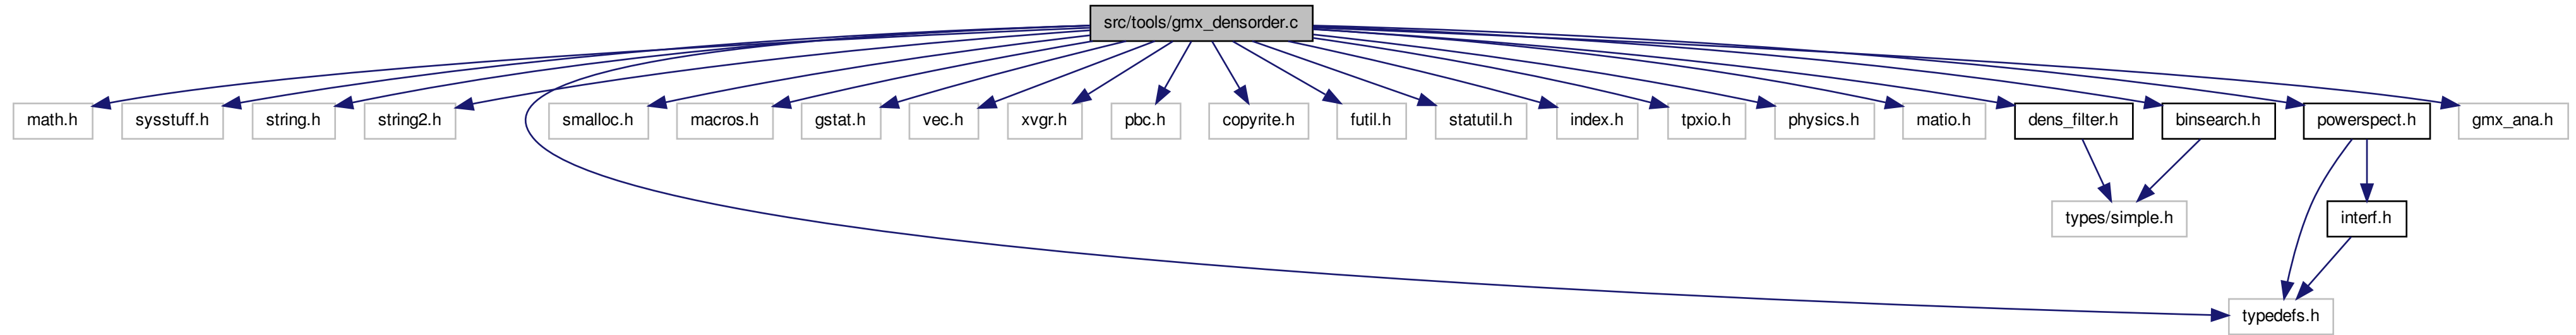 src/tools/gmx_densorder.c
math.h
sysstuff.h
string.h
string2.h
smalloc.h
macros.h
gstat.h
vec.h
xvgr.h
pbc.h
copyrite.h
futil.h
statutil.h
index.h
tpxio.h
physics.h
matio.h
dens_filter.h
binsearch.h
powerspect.h
gmx_ana.h
types/simple.h
interf.h
typedefs.h